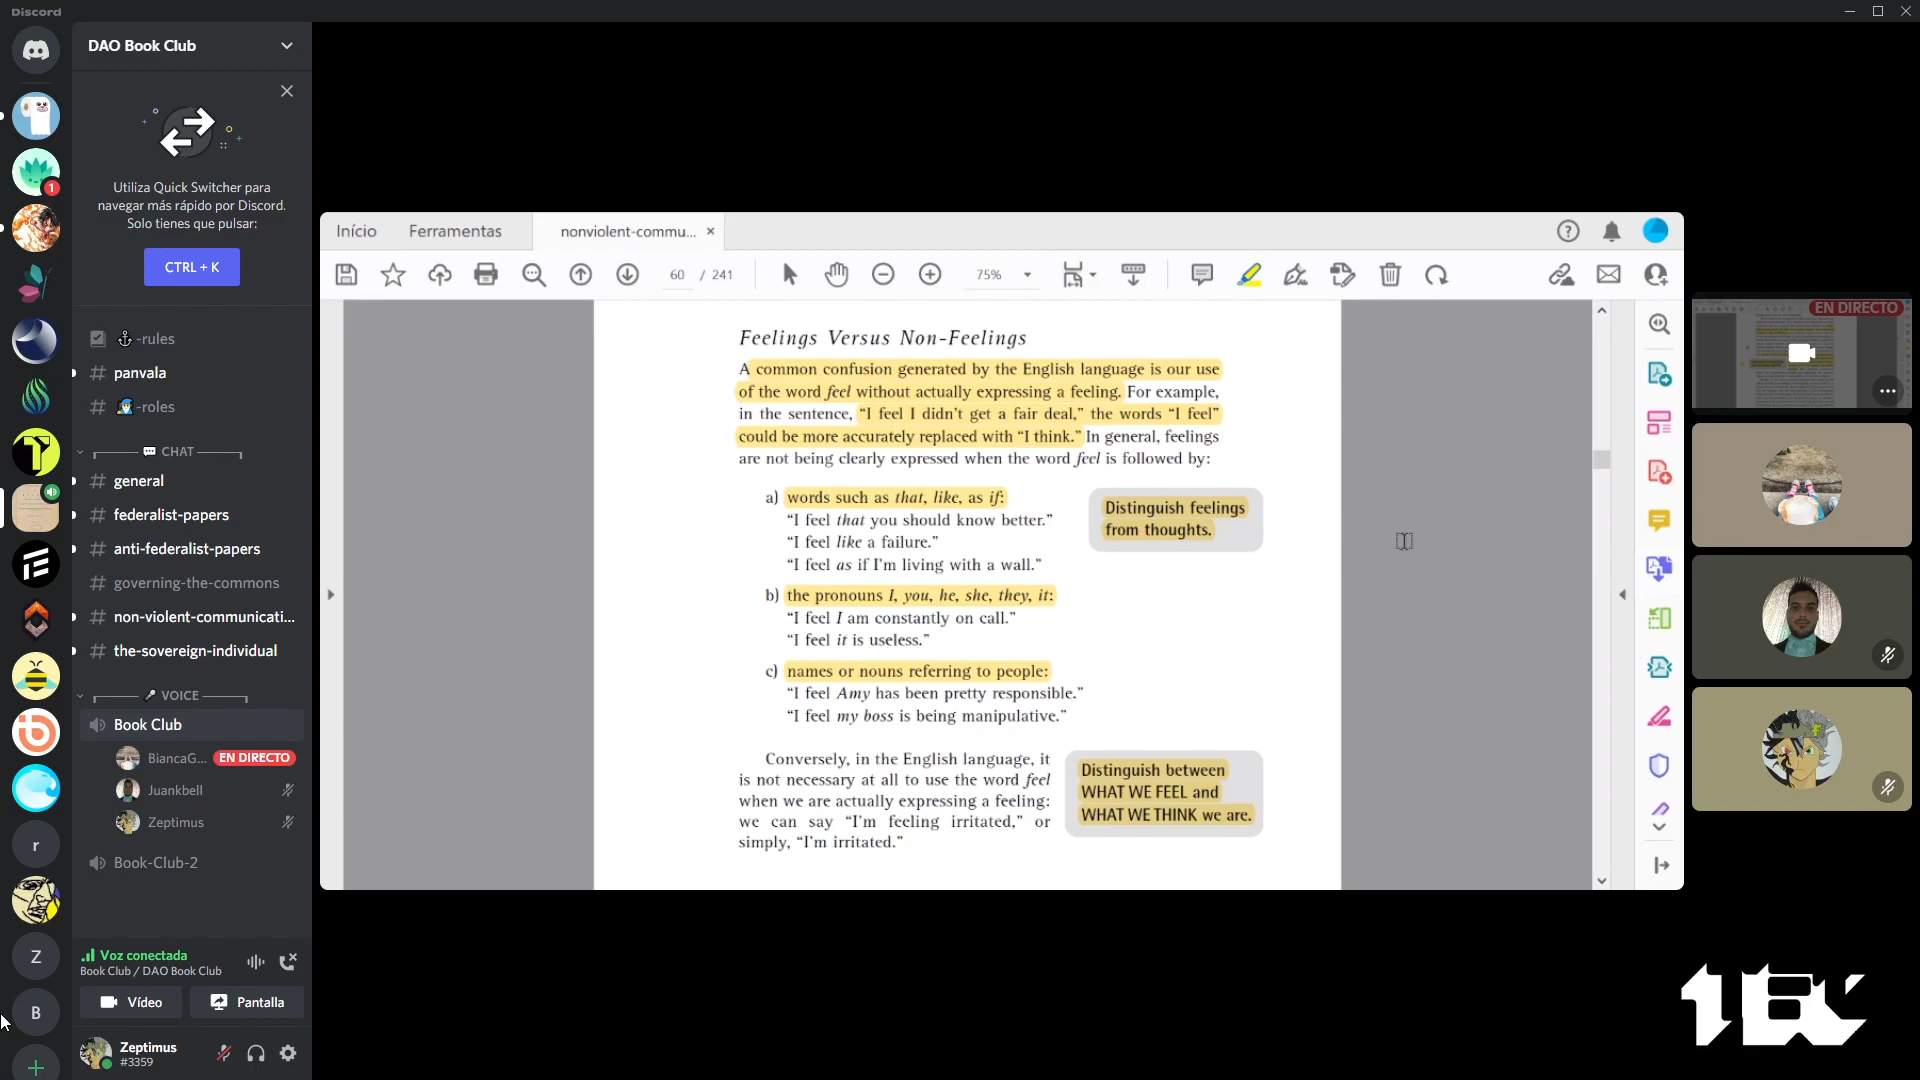 Discord
DAO Book Club
Utiliza Quick Switcher para
navegar más rápido por Discord.
Solo tienes que pulsar:
CTRL + K
-rules
panvala
-roles
CHAT
general
federalist-papers
anti-federalist-papers
governing-the-commons
non-violent-communicati...
the-sovereign-individual
VOICE
Book Club
BiancaG... EN DIRECTO
Juankbell
Zeptimus
Book-Club-2
Voz conectada
Book Club / DAO Book Club
Vídeo
Pantalla
Zeptimus
#3359
1
r
Z
B
Início
Ferramentas
nonviolent-commu...
60 / 241
75%
Feelings Versus Non-Feelings
A common confusion generated by the English language is our use
of the word feel without actually expressing a feeling. For example,
in the sentence, “I feel I didn't get a fair deal,” the words “I feel”
could be more accurately replaced with “I think.” In general, feelings
are not being clearly expressed when the word feel is followed by:
a) words such as that, like, as if:
“I feel that you should know better.”
“I feel like a failure.”
“I feel as if I'm living with a wall.”
Distinguish feelings
from thoughts.
b) the pronouns I, you, he, she, they, it:
“I feel I am constantly on call.”
“I feel it is useless.”
c) names or nouns referring to people:
“I feel Amy has been pretty responsible.”
“I feel my boss is being manipulative.”
Conversely, in the English language, it
is not necessary at all to use the word feel
when we are actually expressing a feeling:
we can say “I'm feeling irritated,” or
simply, “I'm irritated.”
Distinguish between
WHAT WE FEEL and
WHAT WE THINK we are.
EN DIRECTO